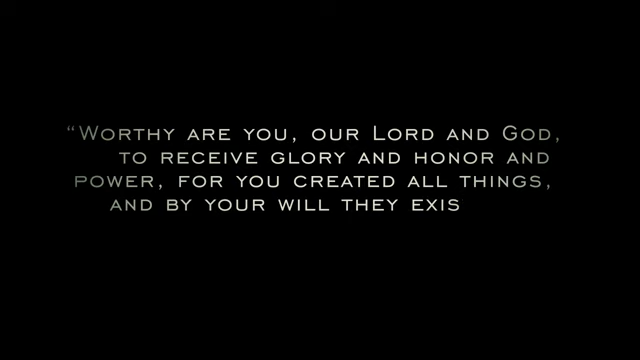 “Worthy are you, our Lord and God,
to receive glory and honor and
power, for you created all things,
and by your will they exis